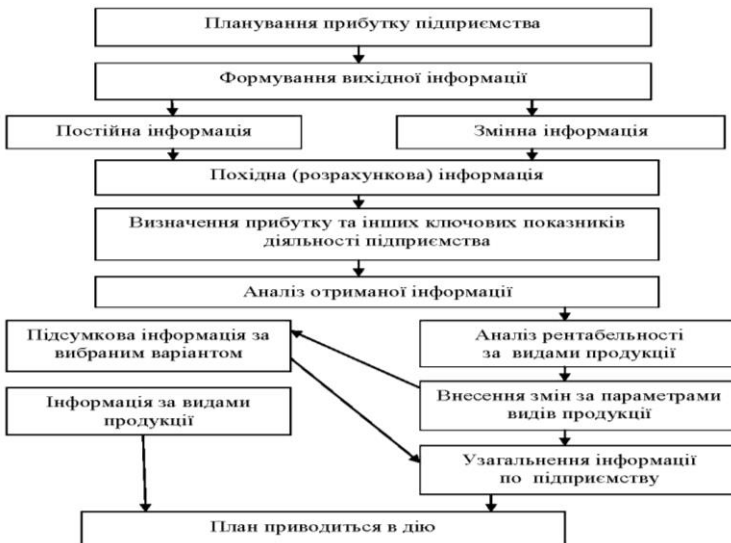 Планування прибутку підприємства
Формування вихідної інформації
Постійна інформація
Змінна інформація
Похідна (розрахункова) інформація
Визначення прибутку та інших ключових показників
діяльності підприємства
Аналіз отриманої інформації
Підсумкова інформація за
вибраним варіантом
Аналіз рентабельності
за видами продукції
Інформація за видами
продукції
Внесення змін за параметрами
видів продукції
Узагальнення інформації
по підприємству
План приводиться в дію